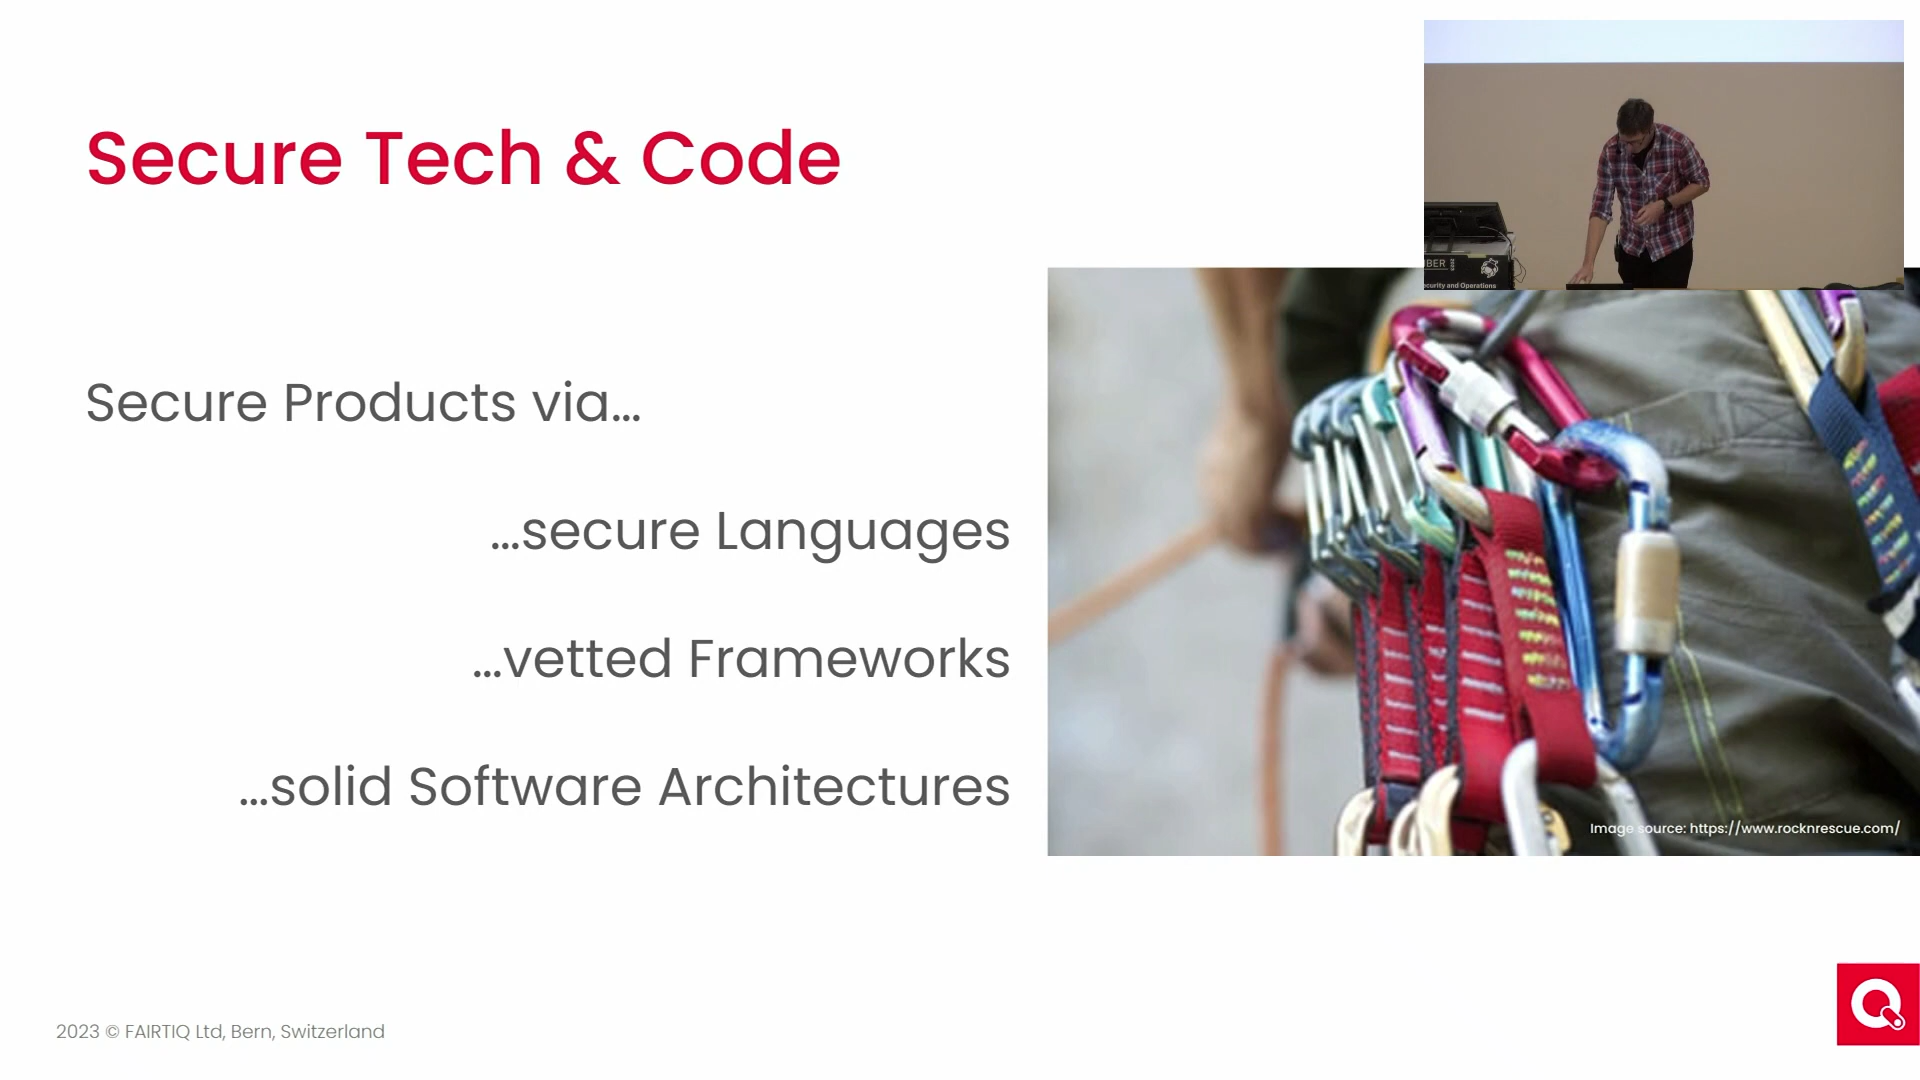 Secure Tech & Code
Secure Products via...
...secure Languages
...vetted Frameworks
...solid Software Architectures
Image source: https://www.rocknrescue.com/
2023 © FAIRTIQ Ltd, Bern, Switzerland